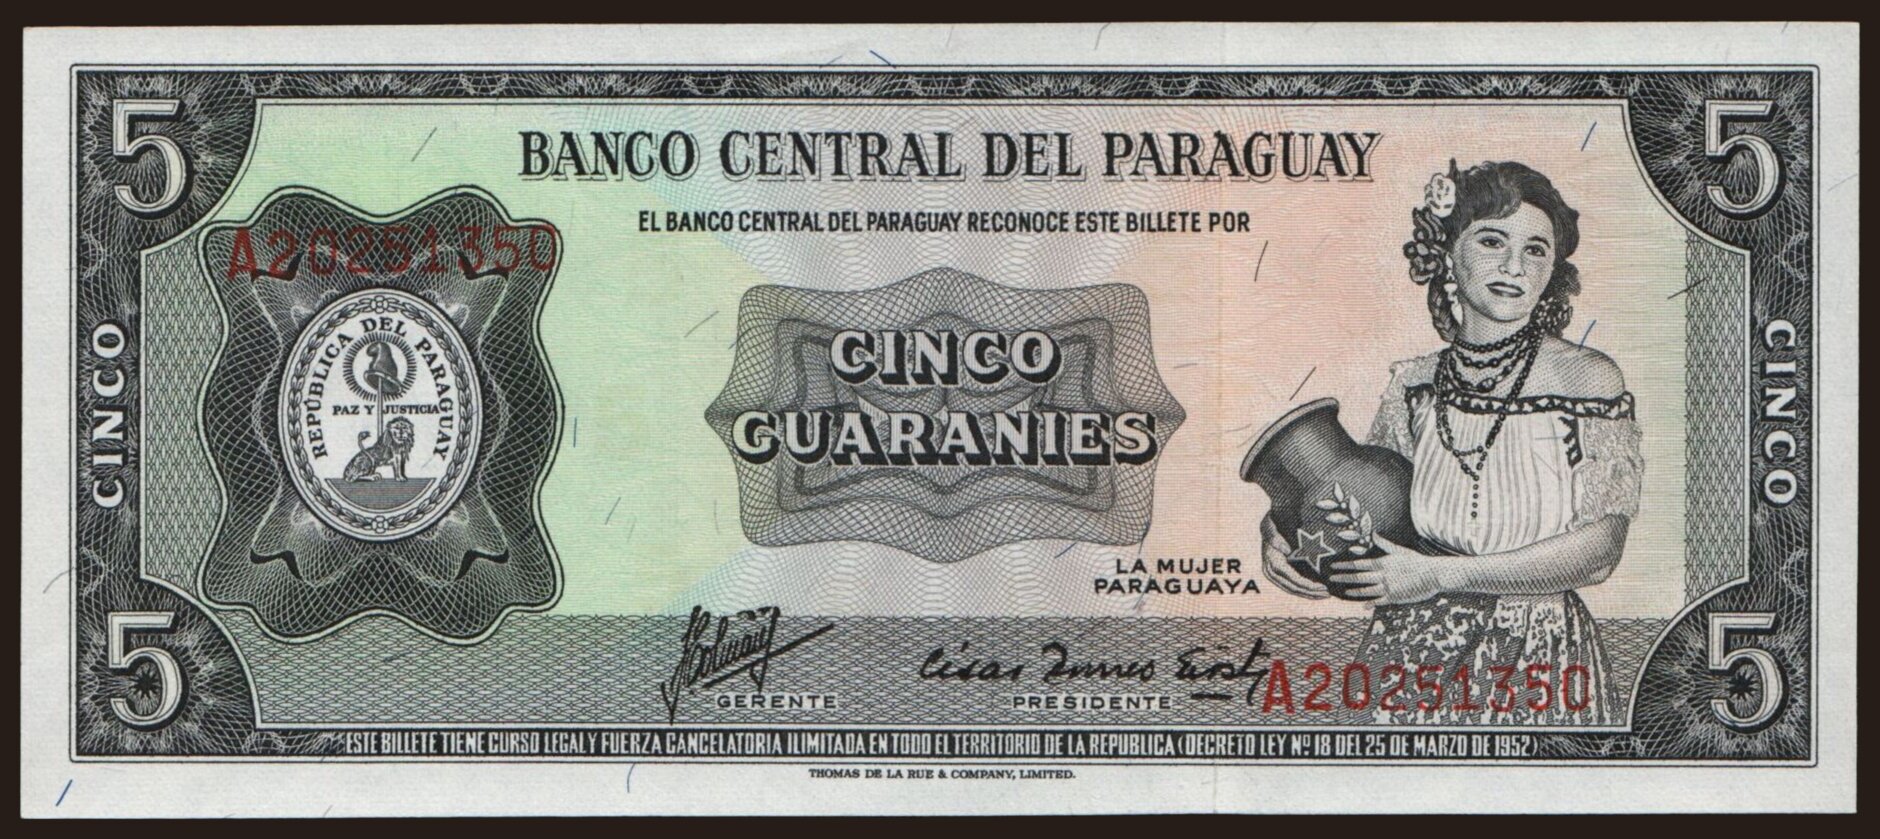 5
5
BANCO CENTRAL DEL PARAGUAY
EL BANCO CENTRAL DEL PARAGUAY RECONOCE ESTE BILLETE POR
A20251350
REPÚBLICA DEL PARAGUAY
PAZ Y JUSTICIA
CINCO
CINCO
GUARANIES
CINCO
LA MUJER
PARAGUAYA
César
GERENTE
PRESIDENTE
A20251350
5
5
ESTE BILLETE TIENE CURSO LEGAL Y FUERZA CANCELATORIA ILIMITADA EN TODO EL TERRITORIO DE LA REPUBLICA (DECRETO LEY Nº 18 DEL 25 DE MARZO DE 1952)
THOMAS DE LA RUE & COMPANY, LIMITED.